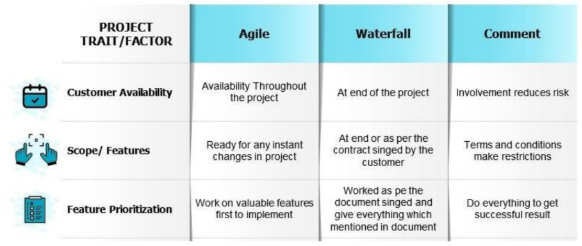 PROJECT
TRAIT/FACTOR
Agile
Waterfall
Comment
Customer Availability
Availability Throughout
the project
At end of the project
Involvement reduces risk
Scope/ Features
Ready for any instant
changes in project
At end or as per the
contract singed by the
customer
Terms and conditions
make restrictions
Feature Prioritization
Work on valuable features
first to implement
Worked as pe the
document singed and
give everything which
mentioned in document
Do everything to get
successful result